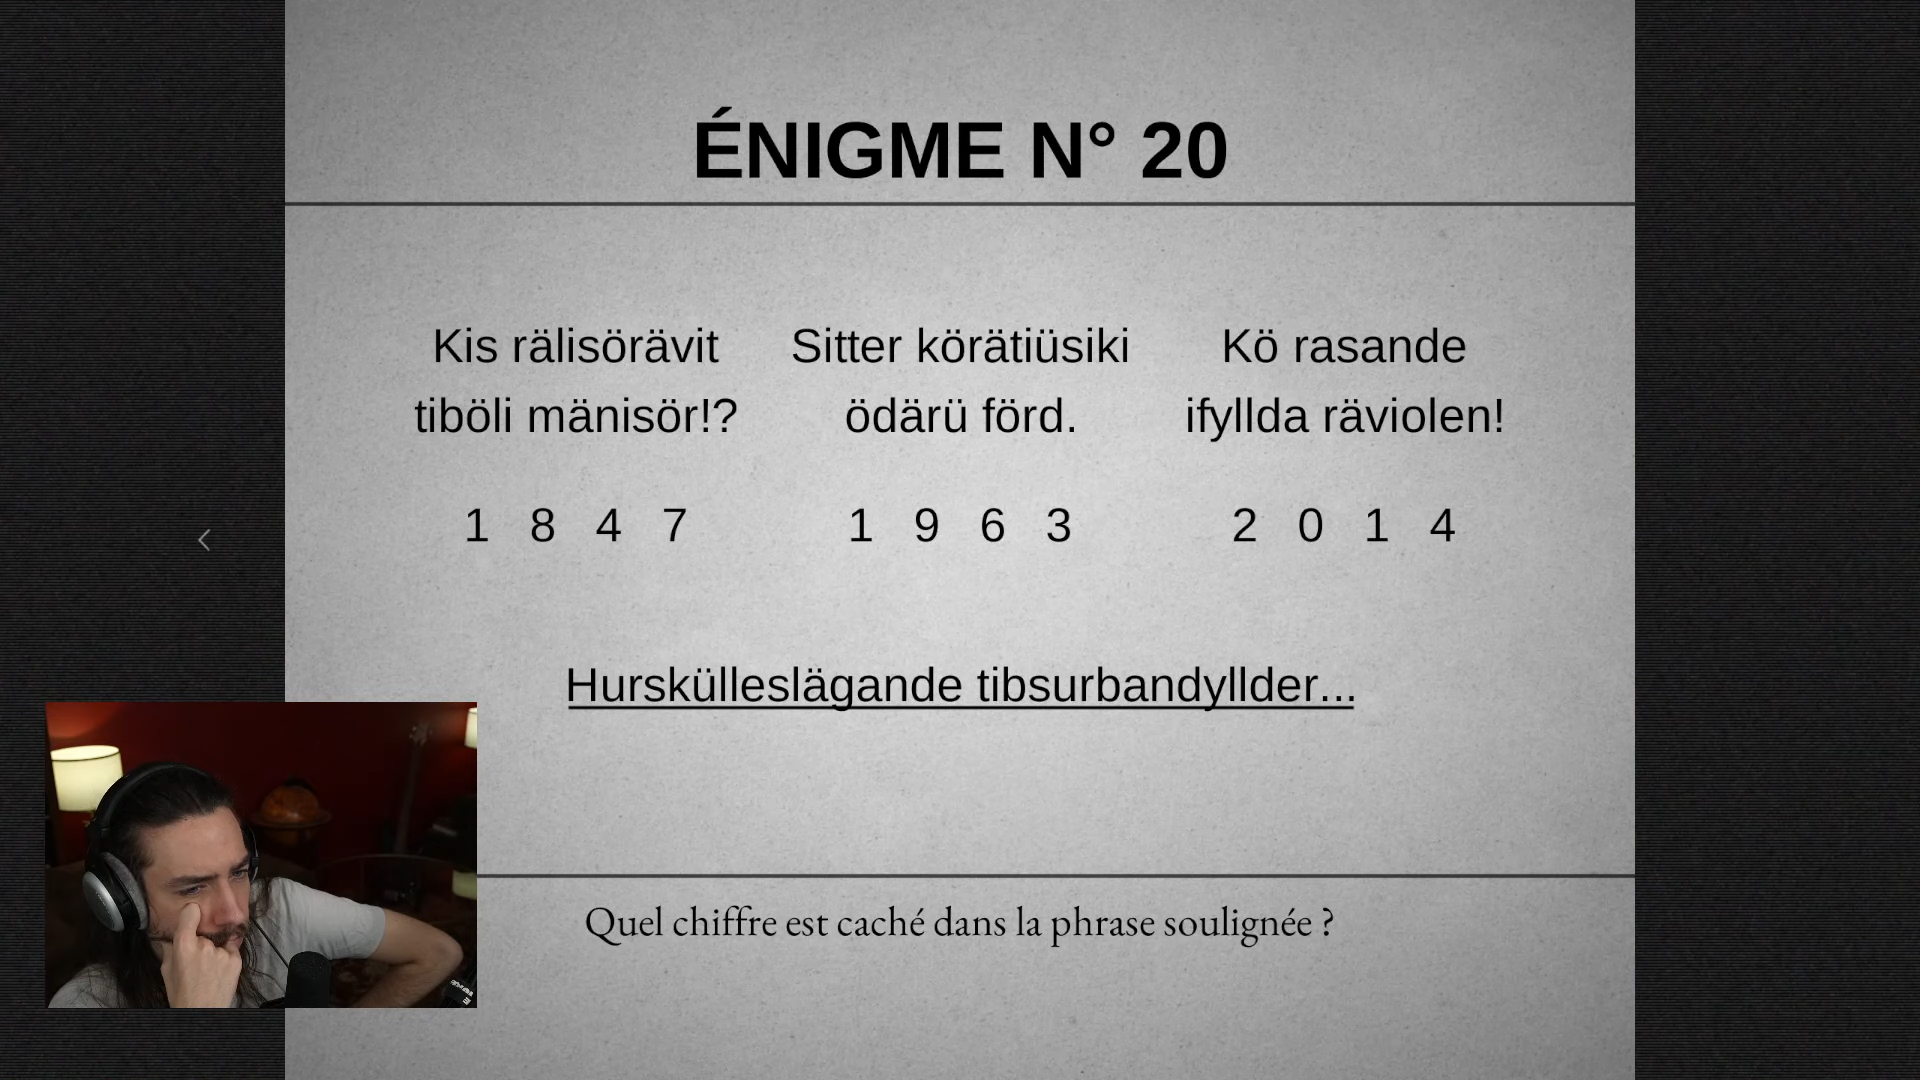 ÉNIGME N° 20
Kis rälisörävit
tiböli mänisör!?
1 8 4 7
Sitter körätiüsiki
ödärü förd.
1 9 6 3
Kö rasande
ifyllda räviolen!
2 0 1 4
Hurskülleslägande tibsurbandyllder...
Quel chiffre est caché dans la phrase soulignée ?